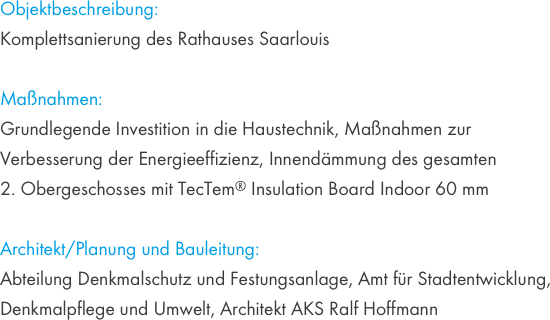 Objektbeschreibung:
Komplettsanierung des Rathauses Saarlouis
Maßnahmen:
Grundlegende Investition in die Haustechnik, Maßnahmen zur
Verbesserung der Energieeffizienz, Innendämmung des gesamten
2. Obergeschosses mit TecTem® Insulation Board Indoor 60 mm
Architekt/Planung und Bauleitung:
Abteilung Denkmalschutz und Festungsanlage, Amt für Stadtentwicklung,
Denkmalpflege und Umwelt, Architekt AKS Ralf Hoffmann